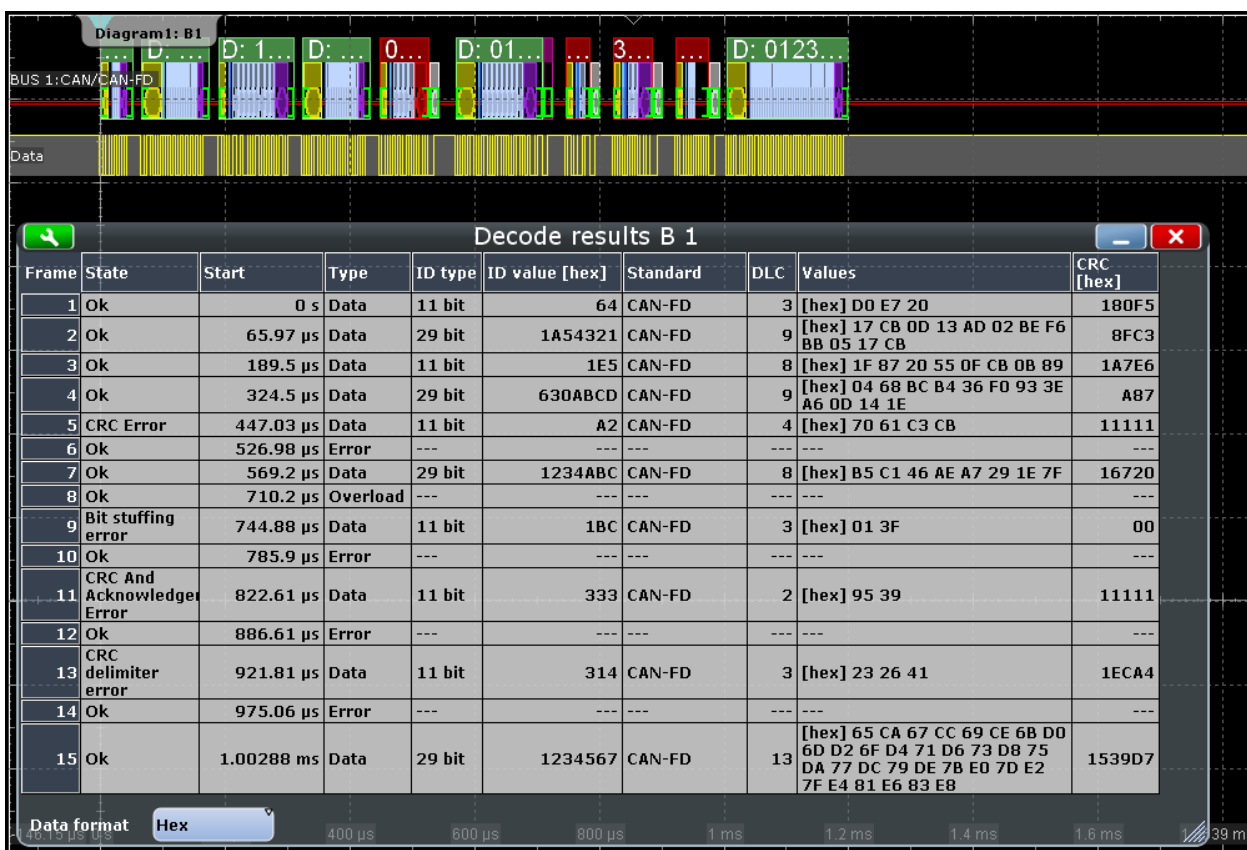 Diagram1: B1
D: ... D: 1... D: ... 0... D: 01... ... 3... ... D: 0123...
BUS 1:CAN/CAN-FD
Data
Decode results B 1
Frame State Start Type ID type ID value [hex] Standard DLC Values CRC [hex]
1 Ok 0 s Data 11 bit 64 CAN-FD 3 [hex] D0 E7 20 180F5
2 Ok 65.97 µs Data 29 bit 1A54321 CAN-FD 9 [hex] 17 CB 0D 13 AD 02 BE F6
BB 05 17 CB 8FC3
3 Ok 189.5 µs Data 11 bit 1E5 CAN-FD 8 [hex] 1F 87 20 55 0F CB 0B 89 1A7E6
4 Ok 324.5 µs Data 29 bit 630ABCD CAN-FD 9 [hex] 04 68 BC B4 36 F0 93 3E
A6 0D 14 1E A87
5 CRC Error 447.03 µs Data 11 bit A2 CAN-FD 4 [hex] 70 61 C3 CB 11111
6 Ok 526.98 µs Error --- --- --- --- --- ---
7 Ok 569.2 µs Data 29 bit 1234ABC CAN-FD 8 [hex] B5 C1 46 AE A7 29 1E 7F 16720
8 Ok 710.2 µs Overload --- --- --- --- --- ---
9 Bit stuffing
error 744.88 µs Data 11 bit 1BC CAN-FD 3 [hex] 01 3F 00
10 Ok 785.9 µs Error --- --- --- --- --- ---
CRC And
11 Acknowledger 822.61 µs Data 11 bit 333 CAN-FD 2 [hex] 95 39 11111
Error
12 Ok 886.61 µs Error --- --- --- --- --- ---
CRC
13 delimiter 921.81 µs Data 11 bit 314 CAN-FD 3 [hex] 23 26 41 1ECA4
error
14 Ok 975.06 µs Error --- --- --- --- --- ---
[hex] 65 CA 67 CC 69 CE 6B D0
6D D2 6F D4 71 D6 73 D8 75
15 Ok 1.00288 ms Data 29 bit 1234567 CAN-FD 13 DA 77 DC 79 DE 7B E0 7D E2 1539D7
7F E4 81 E6 83 E8
Data format Hex
-146.15 µs 0 s 400 µs 600 µs 800 µs 1 ms 1.2 ms 1.4 ms 1.6 ms